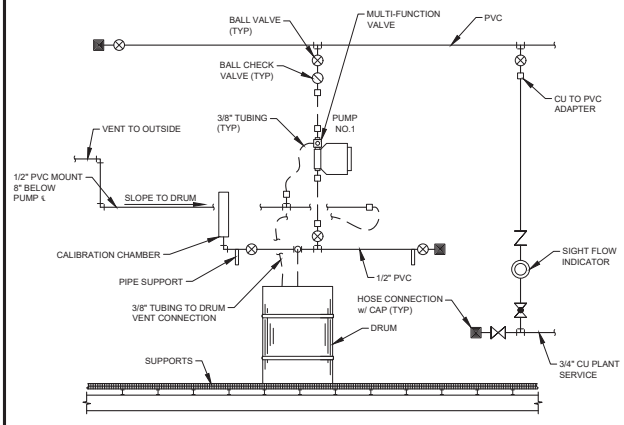 BALL VALVE
(TYP)
MULTI-FUNCTION
VALVE
PVC
BALL CHECK
VALVE (TYP)
CU TO PVC
ADAPTER
3/8" TUBING
(TYP)
PUMP
NO.1
VENT TO OUTSIDE
1/2" PVC MOUNT
8" BELOW
PUMP ℄
SLOPE TO DRUM
CALIBRATION CHAMBER
SIGHT FLOW
INDICATOR
PIPE SUPPORT
1/2" PVC
3/8" TUBING TO DRUM
VENT CONNECTION
HOSE CONNECTION
w/ CAP (TYP)
DRUM
SUPPORTS
3/4" CU PLANT
SERVICE